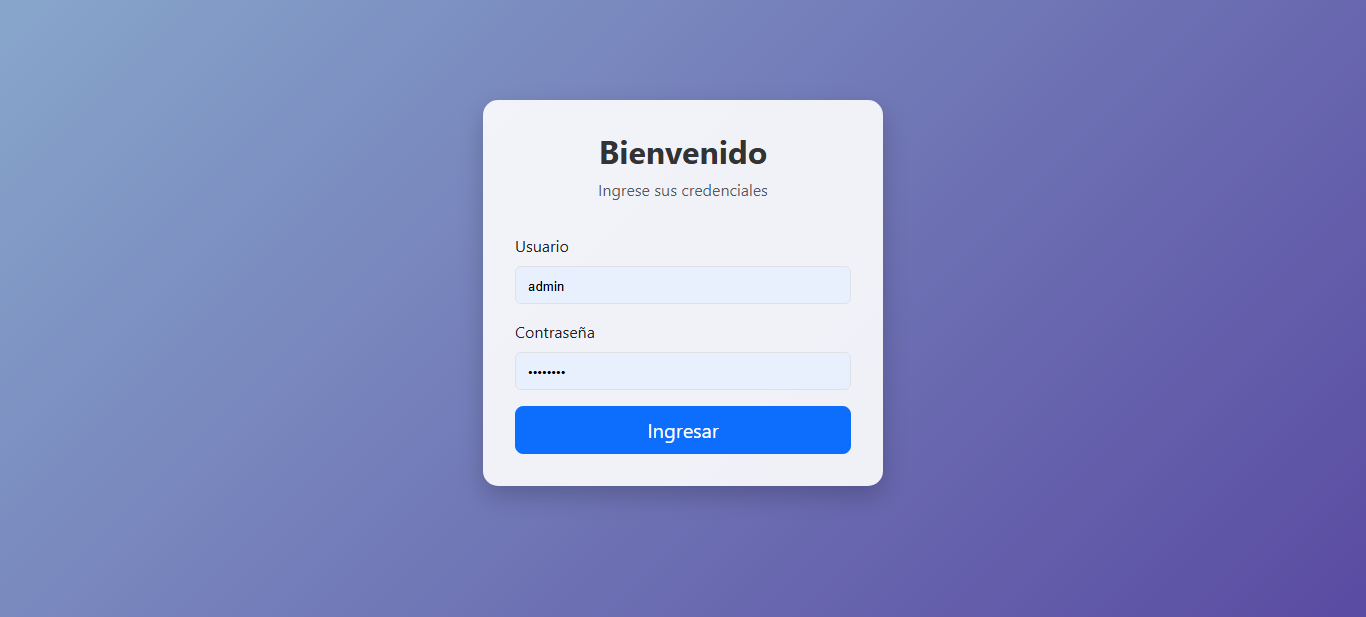 Bienvenido
Ingrese sus credenciales
Usuario
admin
Contraseña
••••••••
Ingresar